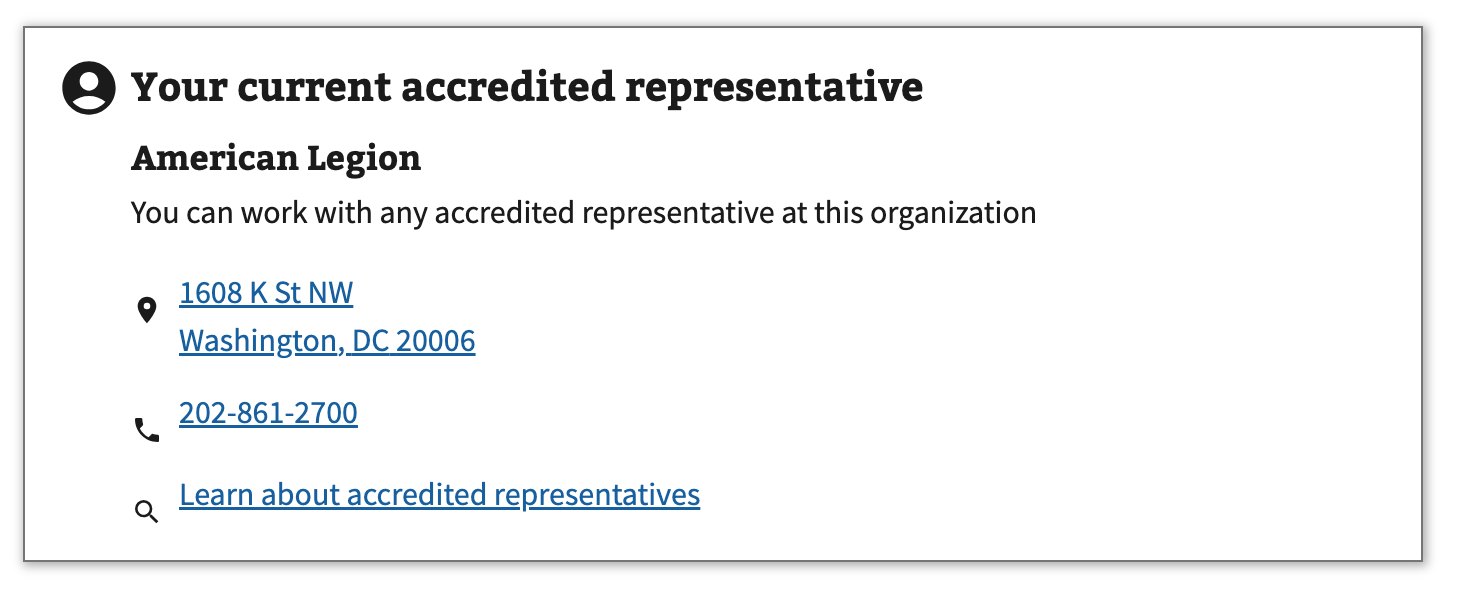 Your current accredited representative
American Legion
You can work with any accredited representative at this organization
1608 K St NW
Washington, DC 20006
202-861-2700
Learn about accredited representatives